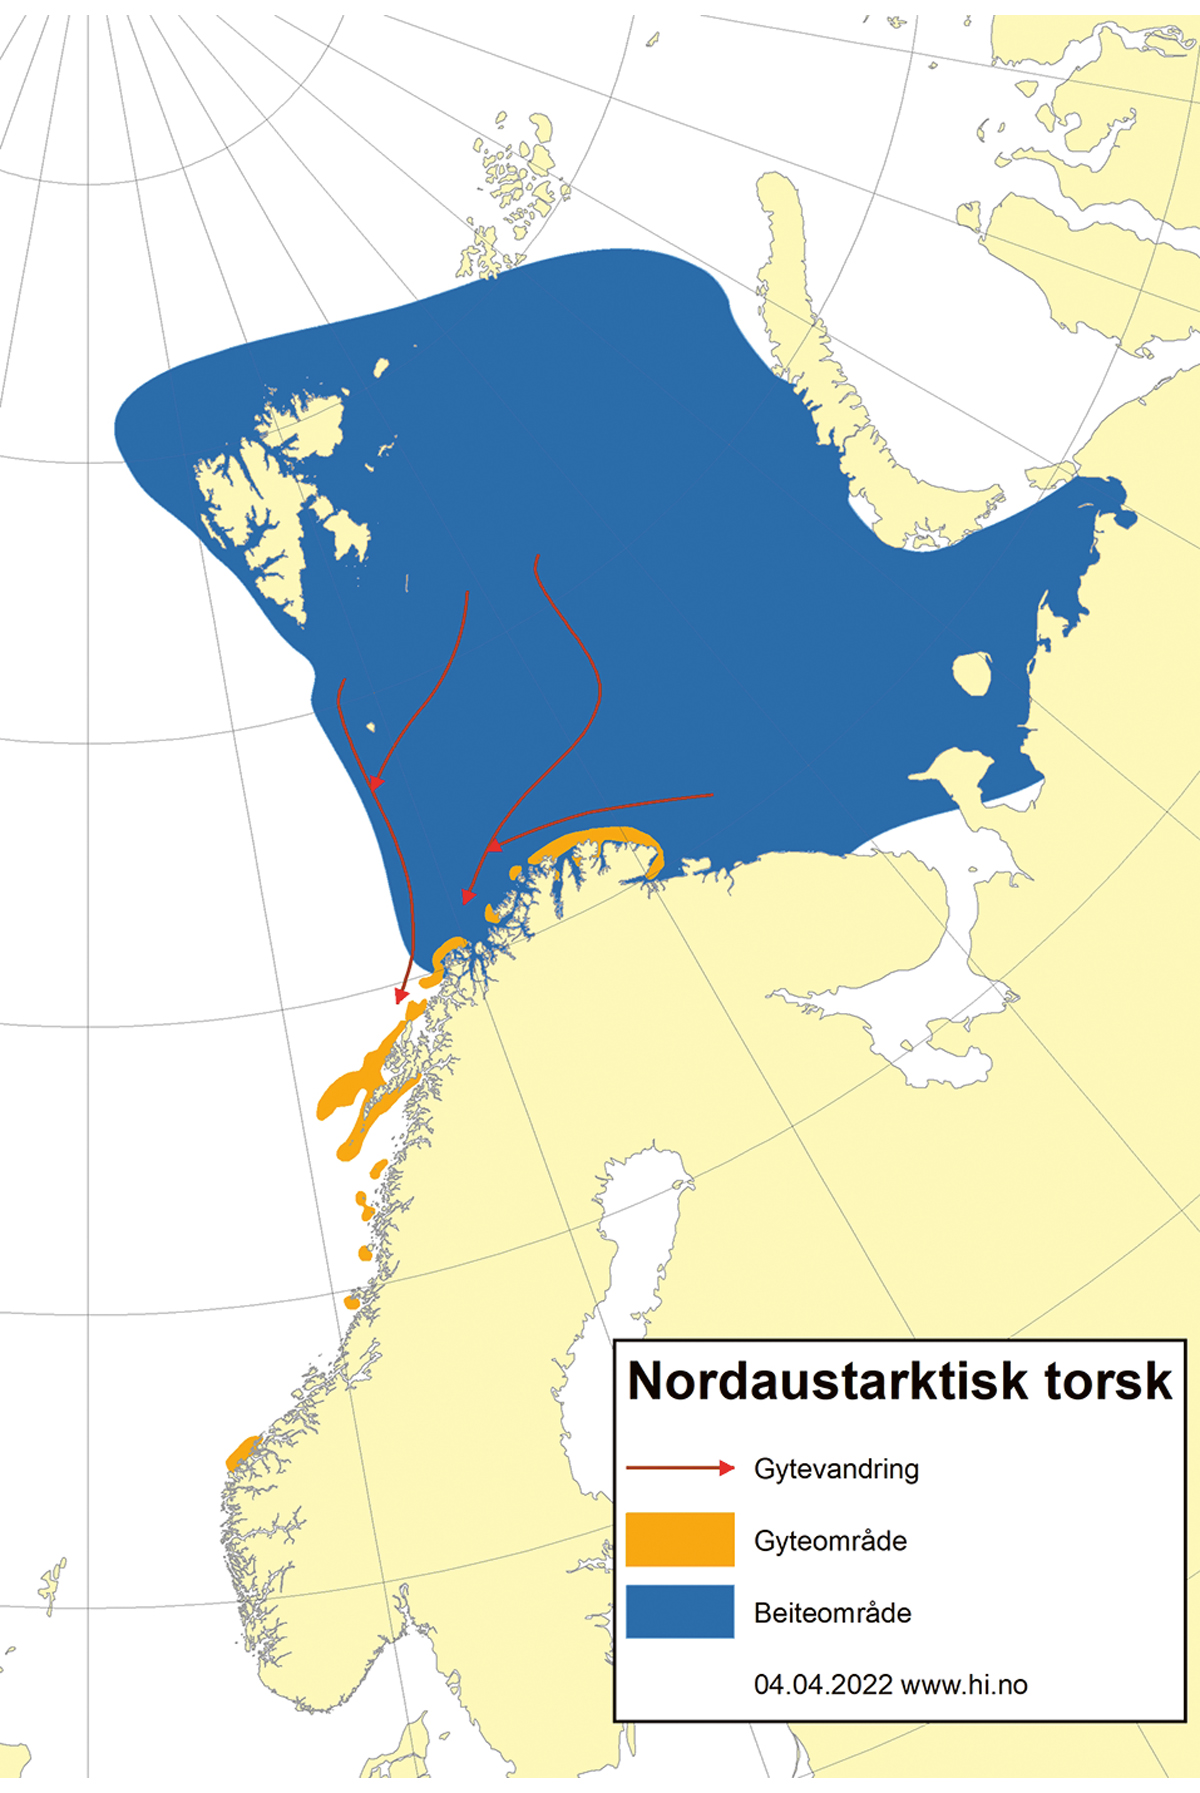 Nordaustarktisk torsk
Gytevandring
Gyteområde
Beiteområde
04.04.2022 www.hi.no